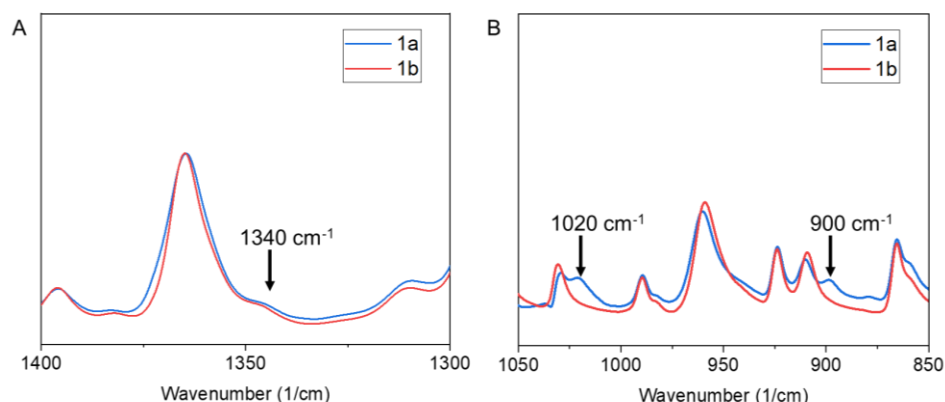 A
1a
1b
1340 cm⁻¹
1400
1350
1300
Wavenumber (1/cm)
B
1a
1b
1020 cm⁻¹
900 cm⁻¹
1050
1000
950
900
850
Wavenumber (1/cm)